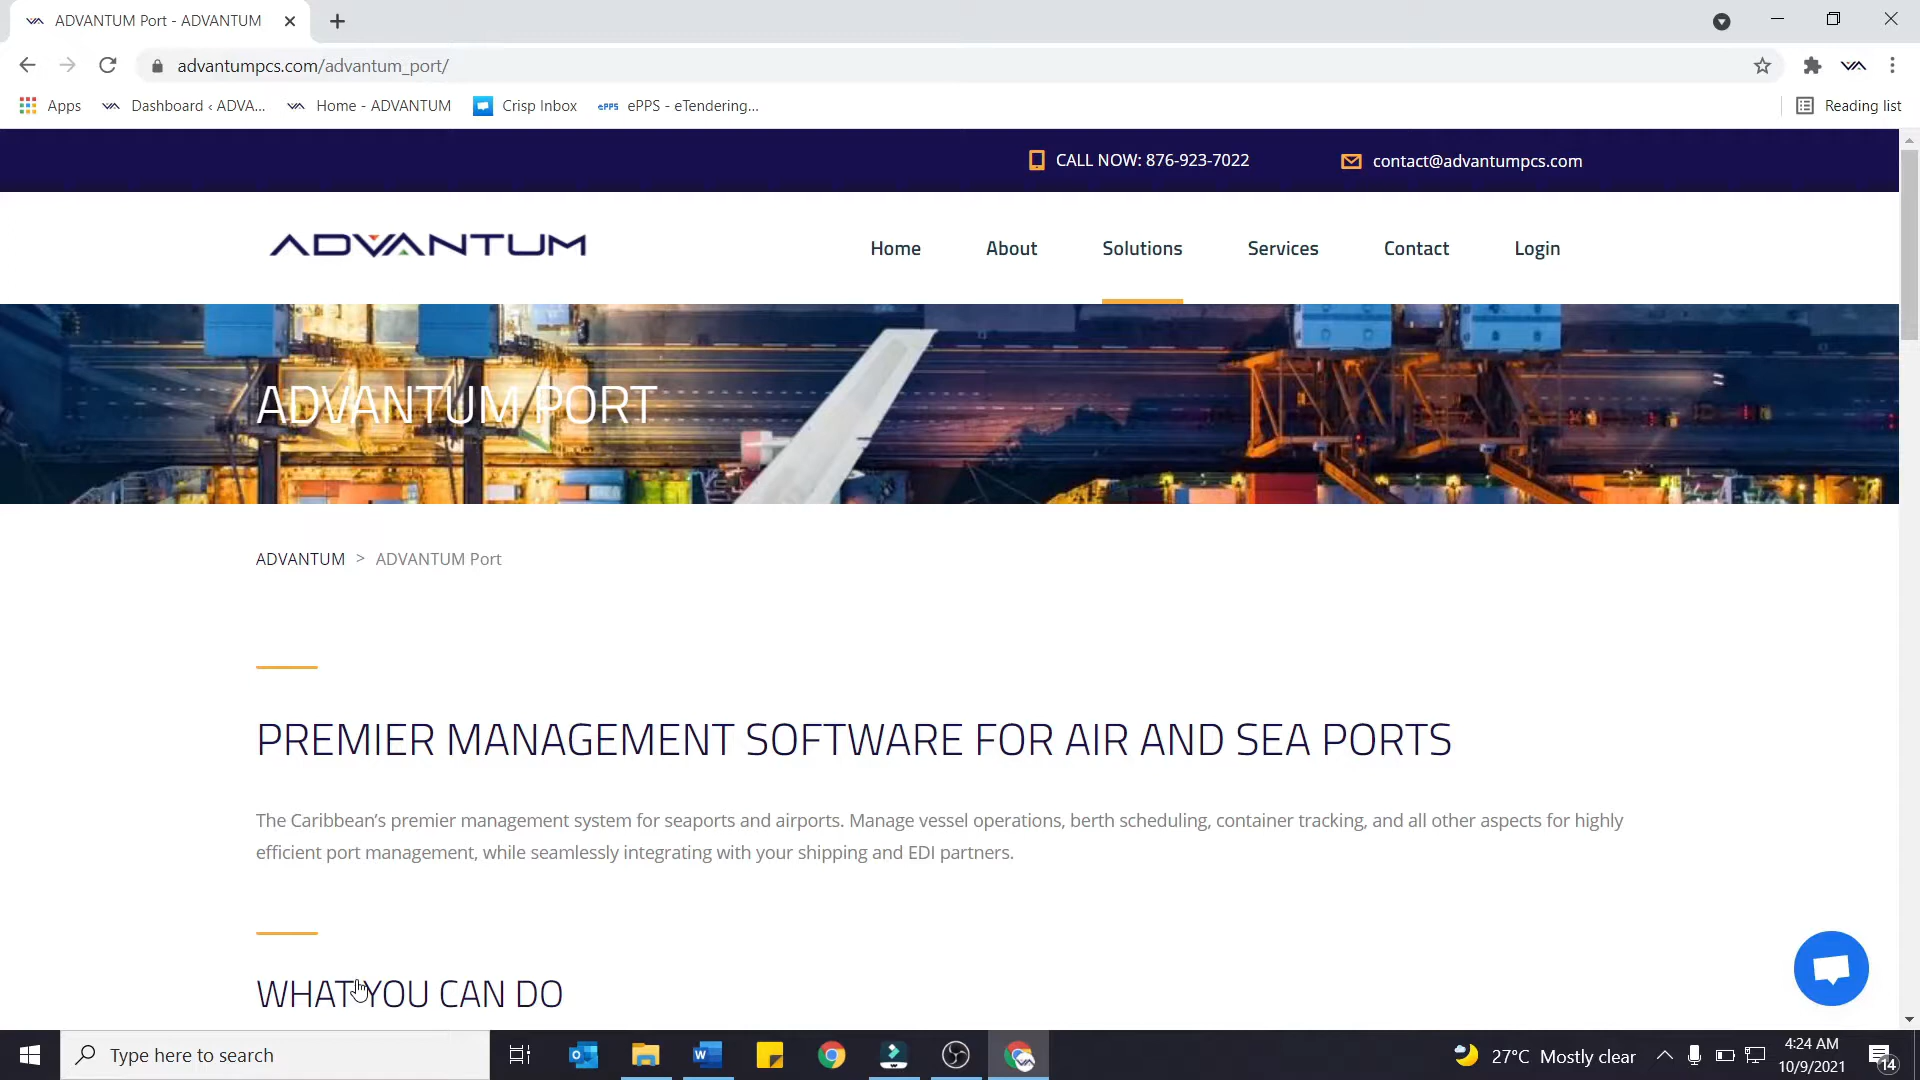 ADVANTUM Port - ADVANTUM
advantumpcs.com/advantum_port/
Apps
Dashboard ‹ ADVA...
Home - ADVANTUM
Crisp Inbox
ePPS
ePPS - eTendering...
Reading list
CALL NOW: 876-923-7022
contact@advantumpcs.com
ADVANTUM
Home
About
Solutions
Services
Contact
Login
ADVANTUM PORT
ADVANTUM > ADVANTUM Port
PREMIER MANAGEMENT SOFTWARE FOR AIR AND SEA PORTS
The Caribbean’s premier management system for seaports and airports. Manage vessel operations, berth scheduling, container tracking, and all other aspects for highly
efficient port management, while seamlessly integrating with your shipping and EDI partners.
WHAT YOU CAN DO
Type here to search
27°C Mostly clear
4:24 AM
10/9/2021
14